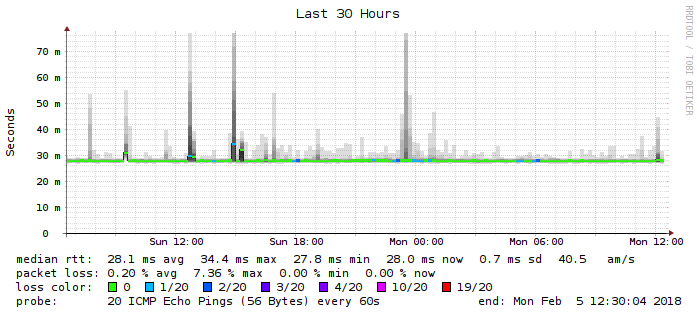 Last 30 Hours
RRDTOOL / TOBI OETIKER
Seconds
70 m
60 m
50 m
40 m
30 m
20 m
10 m
0
Sun 12:00 Sun 18:00 Mon 00:00 Mon 06:00 Mon 12:00
median rtt: 28.1 ms avg 34.4 ms max 27.8 ms min 28.0 ms now 0.7 ms sd 40.5 am/s
packet loss: 0.20 % avg 7.36 % max 0.00 % min 0.00 % now
loss color: 0 1/20 2/20 3/20 4/20 10/20 19/20
probe: 20 ICMP Echo Pings (56 Bytes) every 60s end: Mon Feb 5 12:30:04 2018